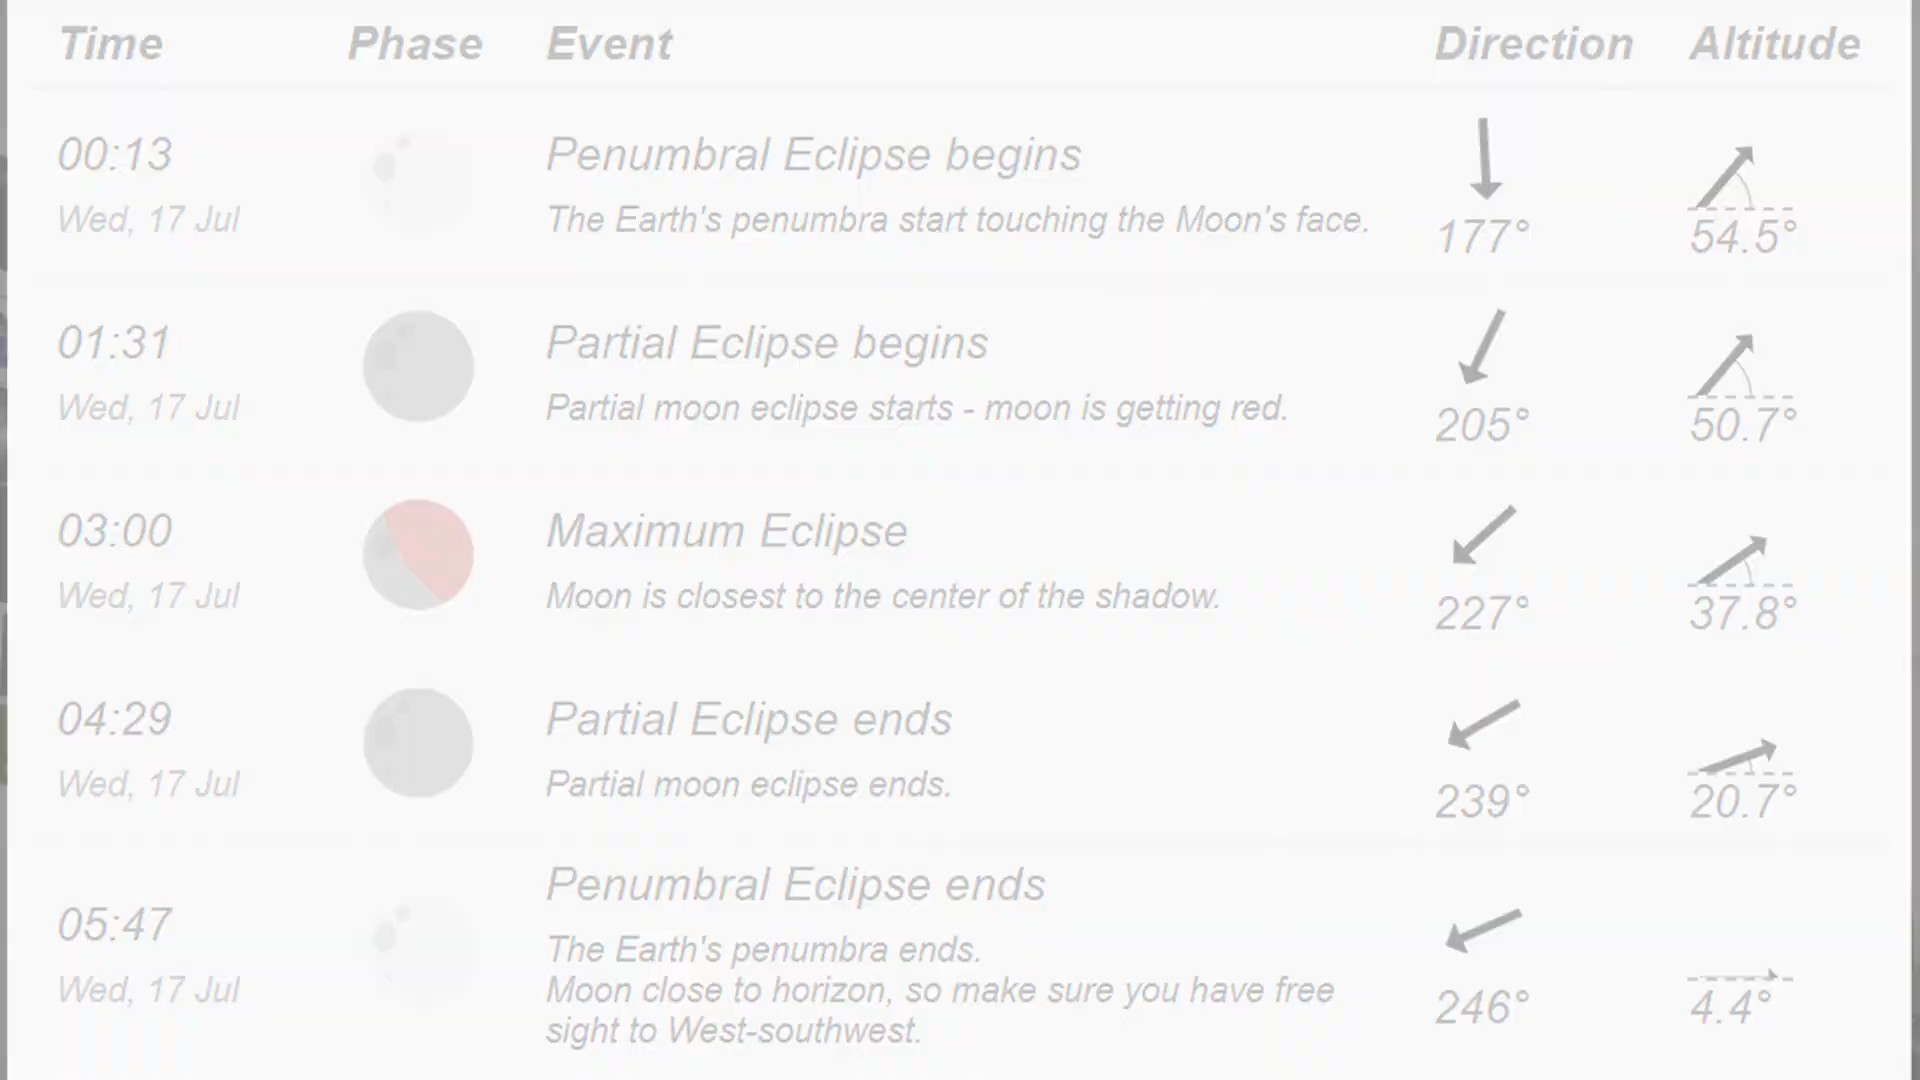 Time Phase Event Direction Altitude
00:13 Penumbral Eclipse begins
Wed, 17 Jul The Earth's penumbra start touching the Moon's face. 177° 54.5°
01:31 Partial Eclipse begins
Wed, 17 Jul Partial moon eclipse starts - moon is getting red. 205° 50.7°
03:00 Maximum Eclipse
Wed, 17 Jul Moon is closest to the center of the shadow. 227° 37.8°
04:29 Partial Eclipse ends
Wed, 17 Jul Partial moon eclipse ends. 239° 20.7°
Penumbral Eclipse ends
05:47
The Earth's penumbra ends.
Wed, 17 Jul Moon close to horizon, so make sure you have free 246° 4.4°
sight to West-southwest.